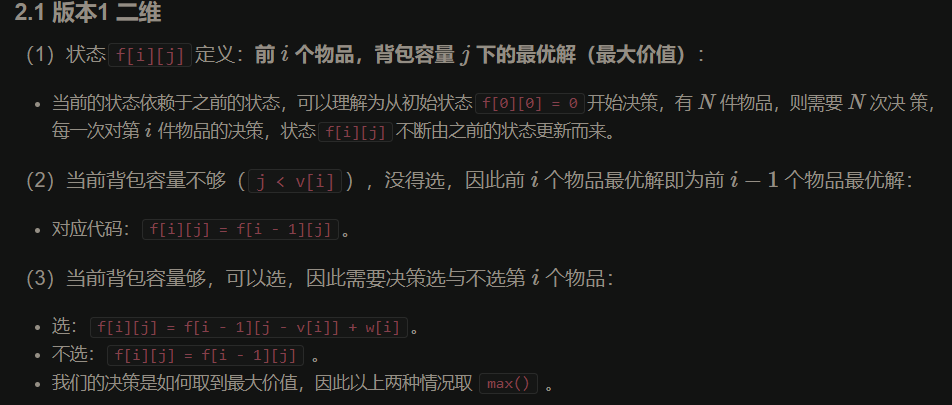 2.1 版本1 二维
（1）状态 f[i][j] 定义：前 i 个物品，背包容量 j 下的最优解（最大价值）：
• 当前的状态依赖于之前的状态，可以理解为从初始状态 f[0][0] = 0 开始决策，有 N 件物品，则需要 N 次决 策，
每一次对第 i 件物品的决策，状态 f[i][j] 不断由之前的状态更新而来。
（2）当前背包容量不够（ j < v[i] ），没得选，因此前 i 个物品最优解即为前 i − 1 个物品最优解：
• 对应代码： f[i][j] = f[i - 1][j] 。
（3）当前背包容量够，可以选，因此需要决策选与不选第 i 个物品：
• 选： f[i][j] = f[i - 1][j - v[i]] + w[i] 。
• 不选： f[i][j] = f[i - 1][j] 。
• 我们的决策是如何取到最大价值，因此以上两种情况取 max() 。